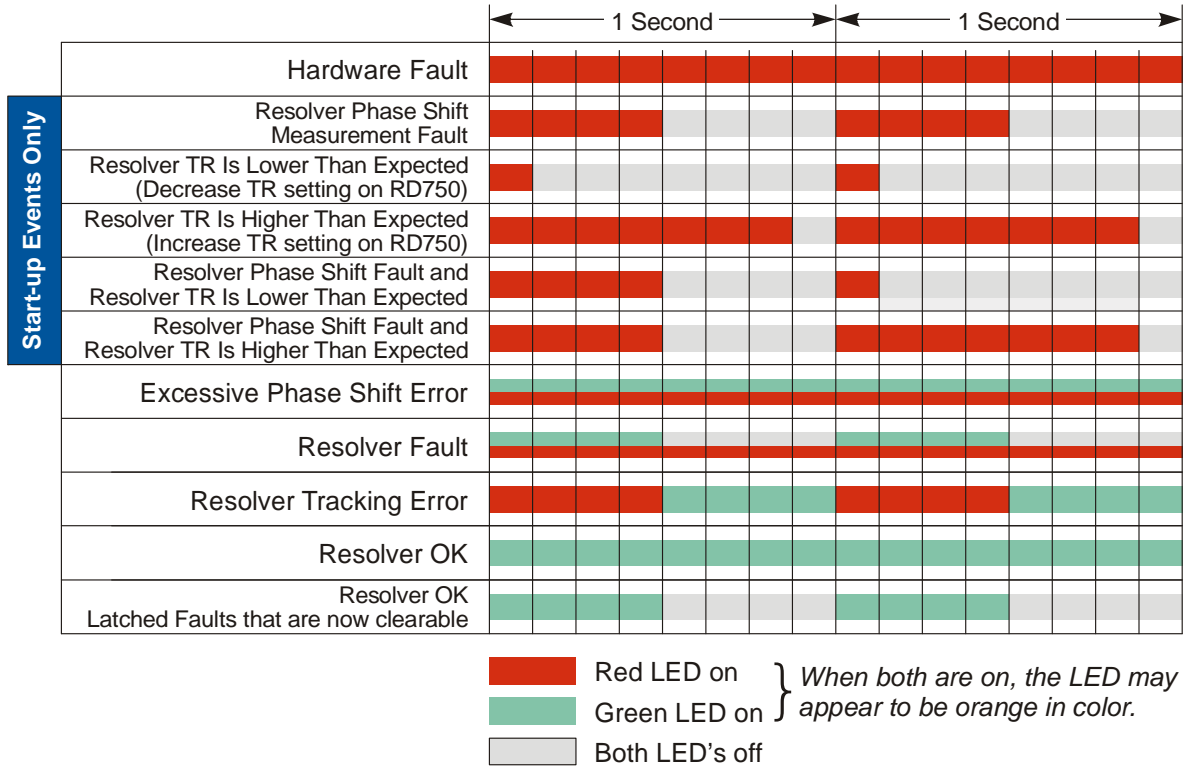 1 Second
1 Second
Hardware Fault
Start-up Events Only
Resolver Phase Shift
Measurement Fault
Resolver TR Is Lower Than Expected
(Decrease TR setting on RD750)
Resolver TR Is Higher Than Expected
(Increase TR setting on RD750)
Resolver Phase Shift Fault and
Resolver TR Is Lower Than Expected
Resolver Phase Shift Fault and
Resolver TR Is Higher Than Expected
Excessive Phase Shift Error
Resolver Fault
Resolver Tracking Error
Resolver OK
Resolver OK
Latched Faults that are now clearable
Red LED on
Green LED on
Both LED's off
When both are on, the LED may
appear to be orange in color.